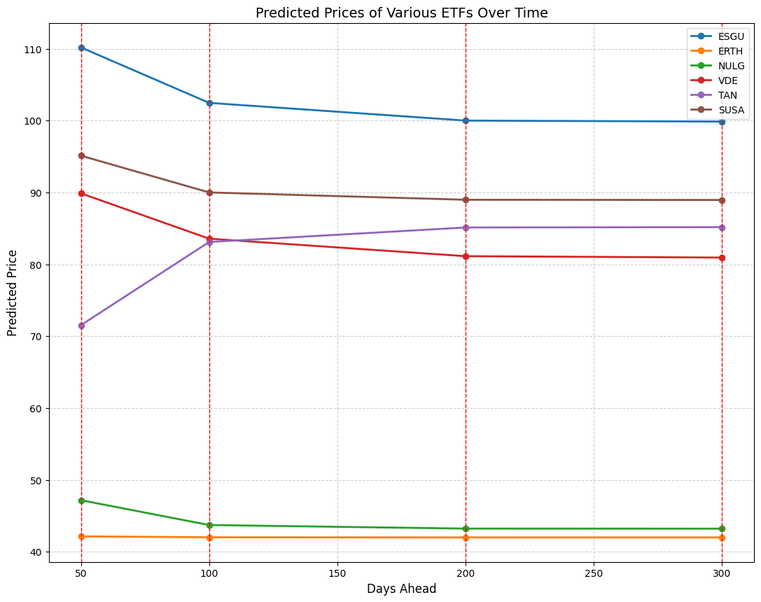 Predicted Prices of Various ETFs Over Time
ESGU
ERTH
NULG
VDE
TAN
SUSA
110
100
90
80
70
60
50
40
Predicted Price
50 100 150 200 250 300
Days Ahead